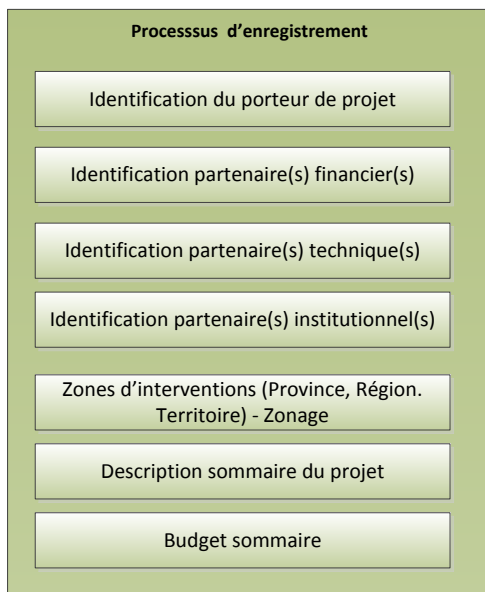 Processsus d’enregistrement
Identification du porteur de projet
Identification partenaire(s) financier(s)
Identification partenaire(s) technique(s)
Identification partenaire(s) institutionnel(s)
Zones d’interventions (Province, Région.
Territoire) - Zonage
Description sommaire du projet
Budget sommaire